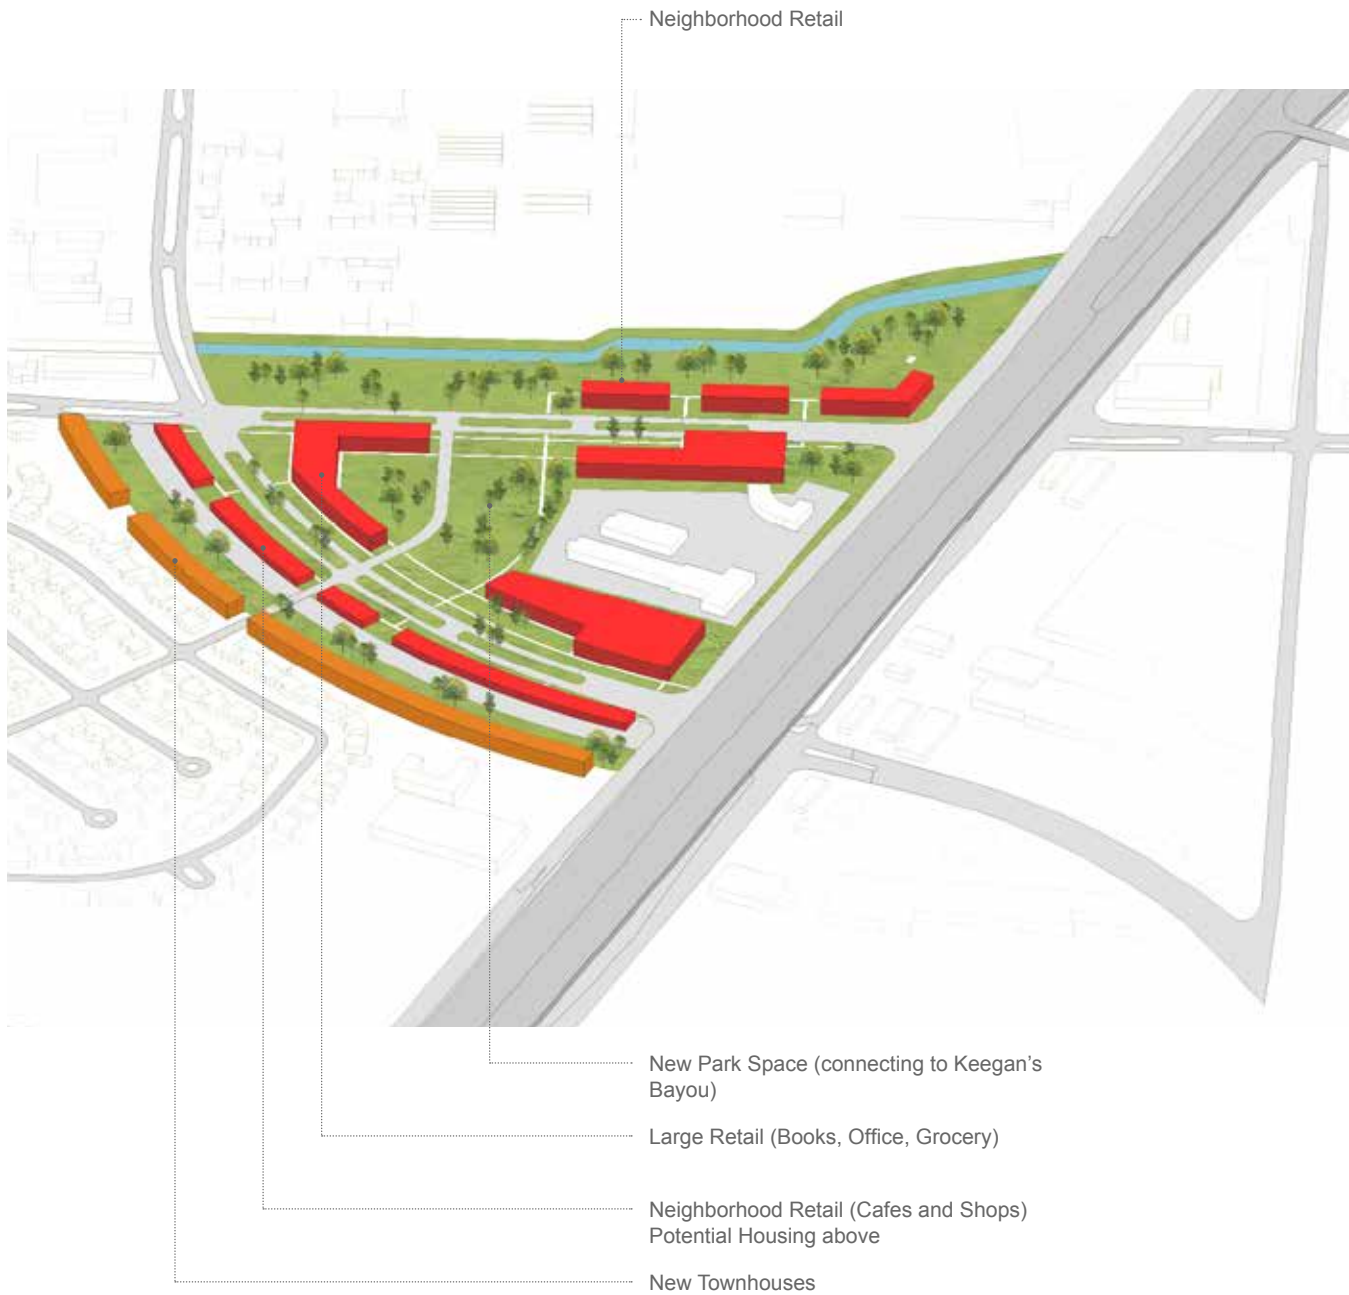 Neighborhood Retail
New Park Space (connecting to Keegan's
Bayou)
Large Retail (Books, Office, Grocery)
Neighborhood Retail (Cafes and Shops)
Potential Housing above
New Townhouses